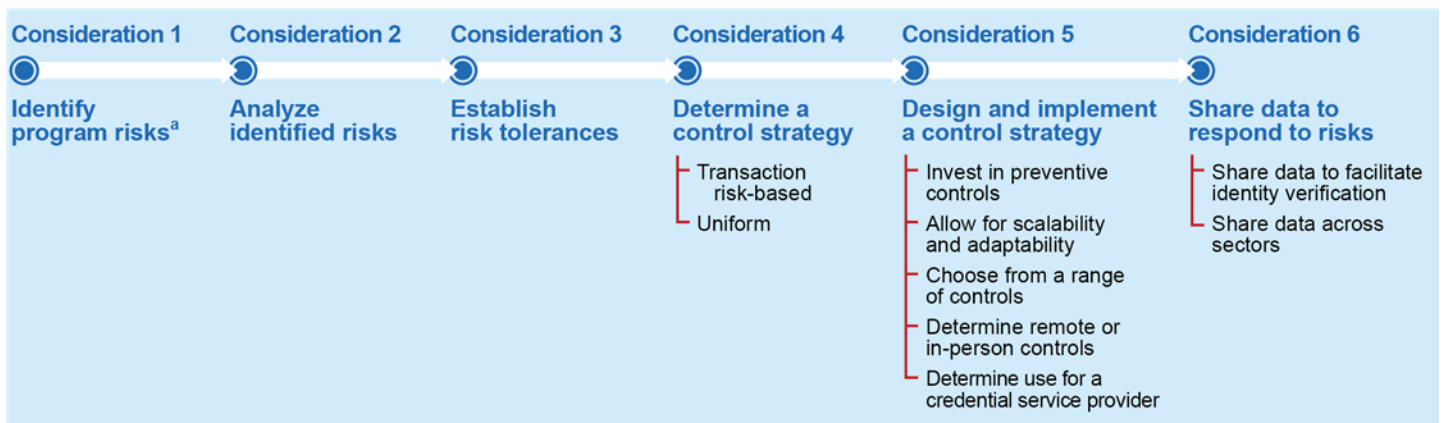 Consideration 1
Identify
program risksᵃ
Consideration 2
Analyze
identified risks
Consideration 3
Establish
risk tolerances
Consideration 4
Determine a
control strategy
Transaction
risk-based
Uniform
Consideration 5
Design and implement
a control strategy
Invest in preventive
controls
Allow for scalability
and adaptability
Choose from a range
of controls
Determine remote or
in-person controls
Determine use for a
credential service provider
Consideration 6
Share data to
respond to risks
Share data to facilitate
identity verification
Share data across
sectors